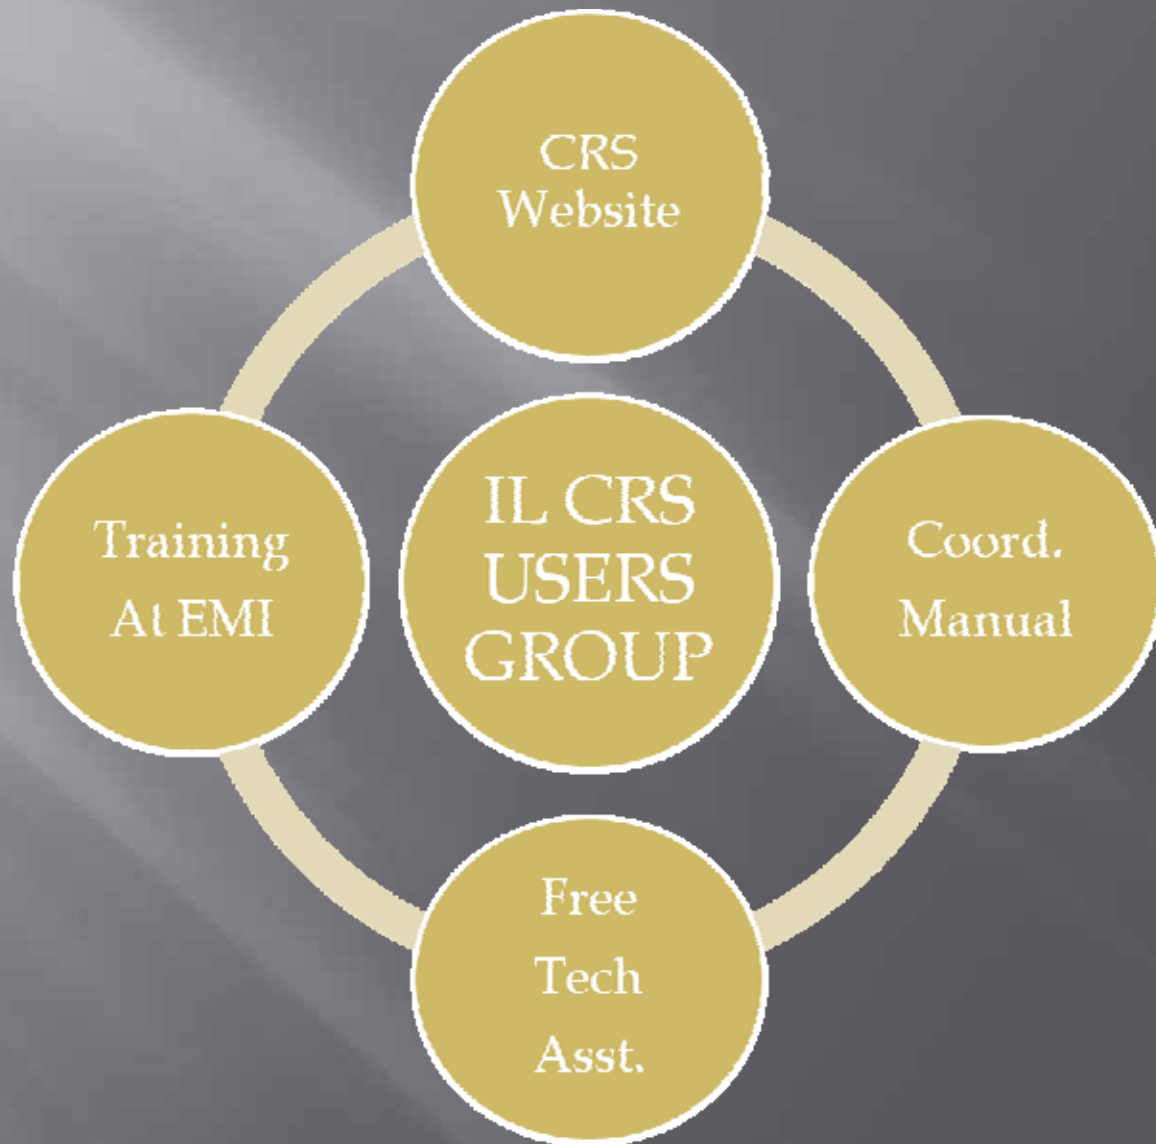 CRS
Website
Training
At EMI
IL CRS
USERS
GROUP
Coord.
Manual
Free
Tech
Asst.